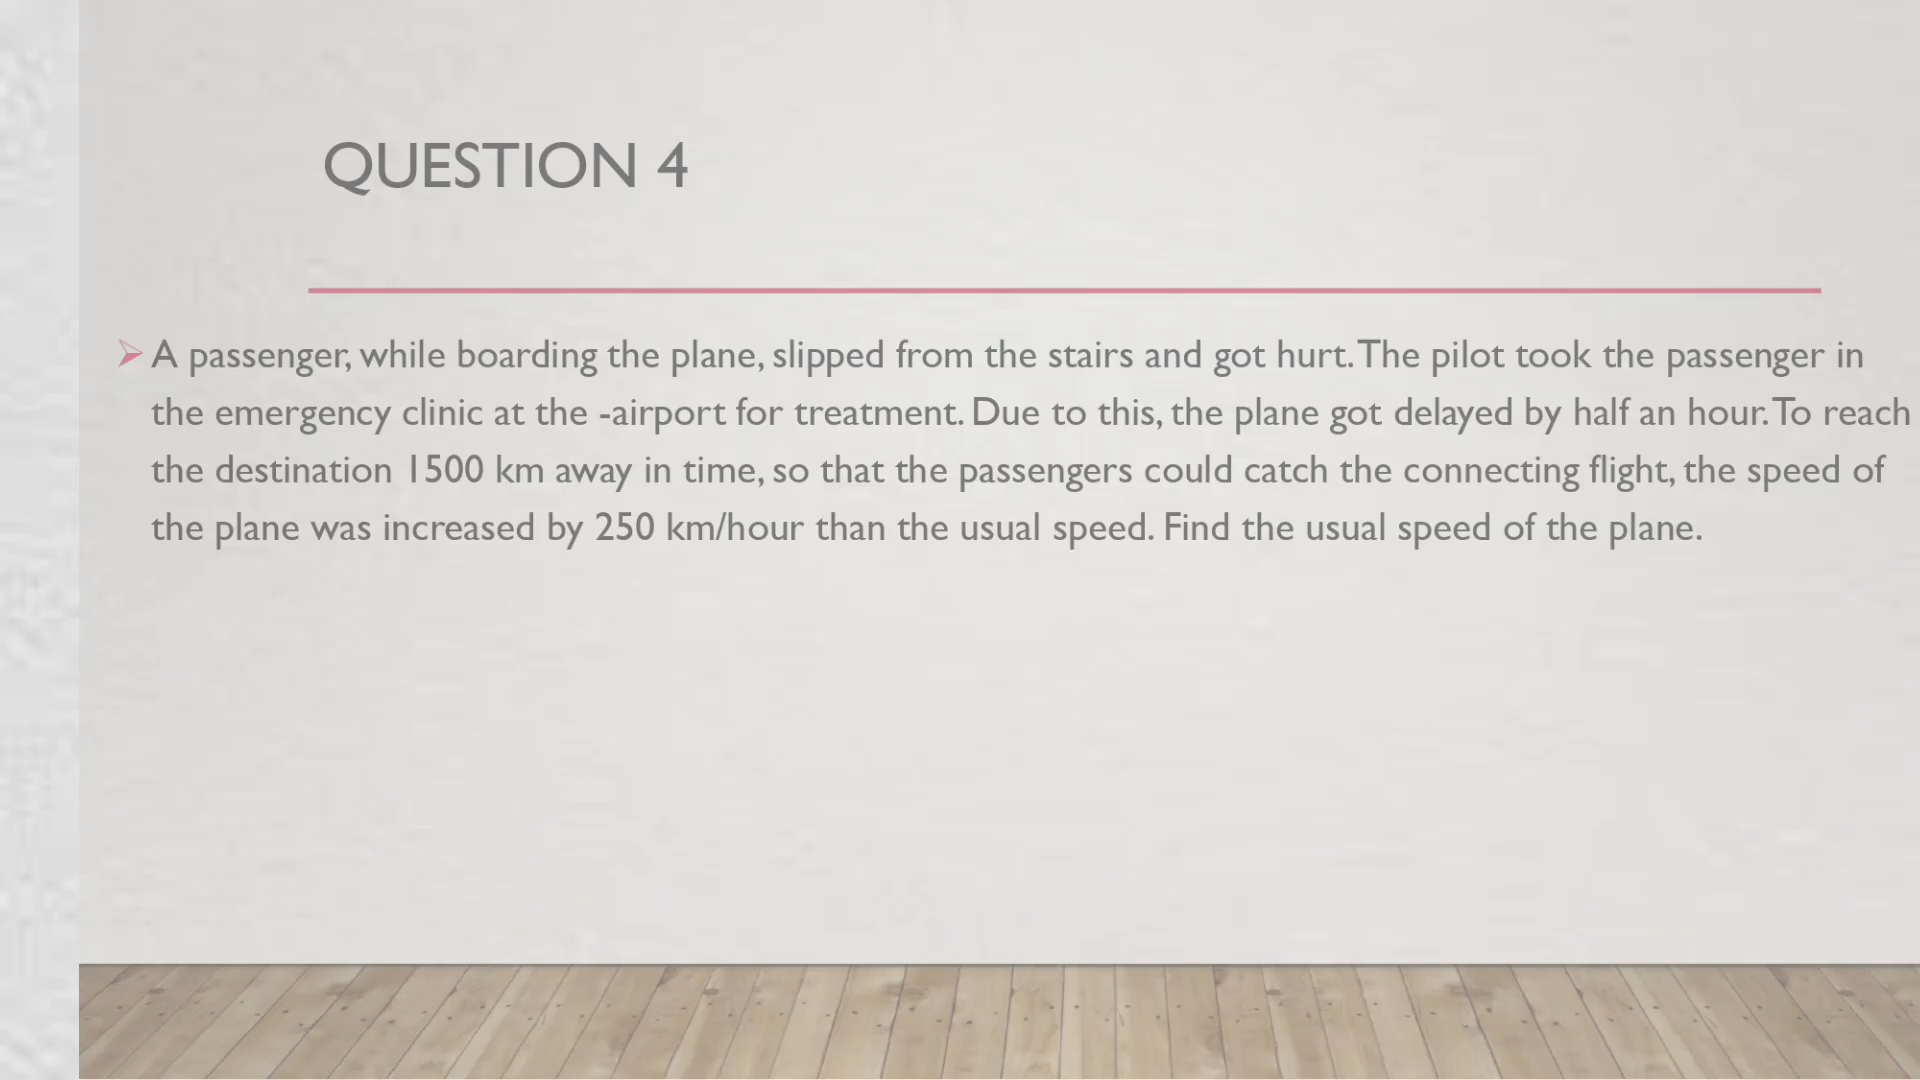 QUESTION 4
A passenger, while boarding the plane, slipped from the stairs and got hurt. The pilot took the passenger in
the emergency clinic at the -airport for treatment. Due to this, the plane got delayed by half an hour. To reach
the destination 1500 km away in time, so that the passengers could catch the connecting flight, the speed of
the plane was increased by 250 km/hour than the usual speed. Find the usual speed of the plane.